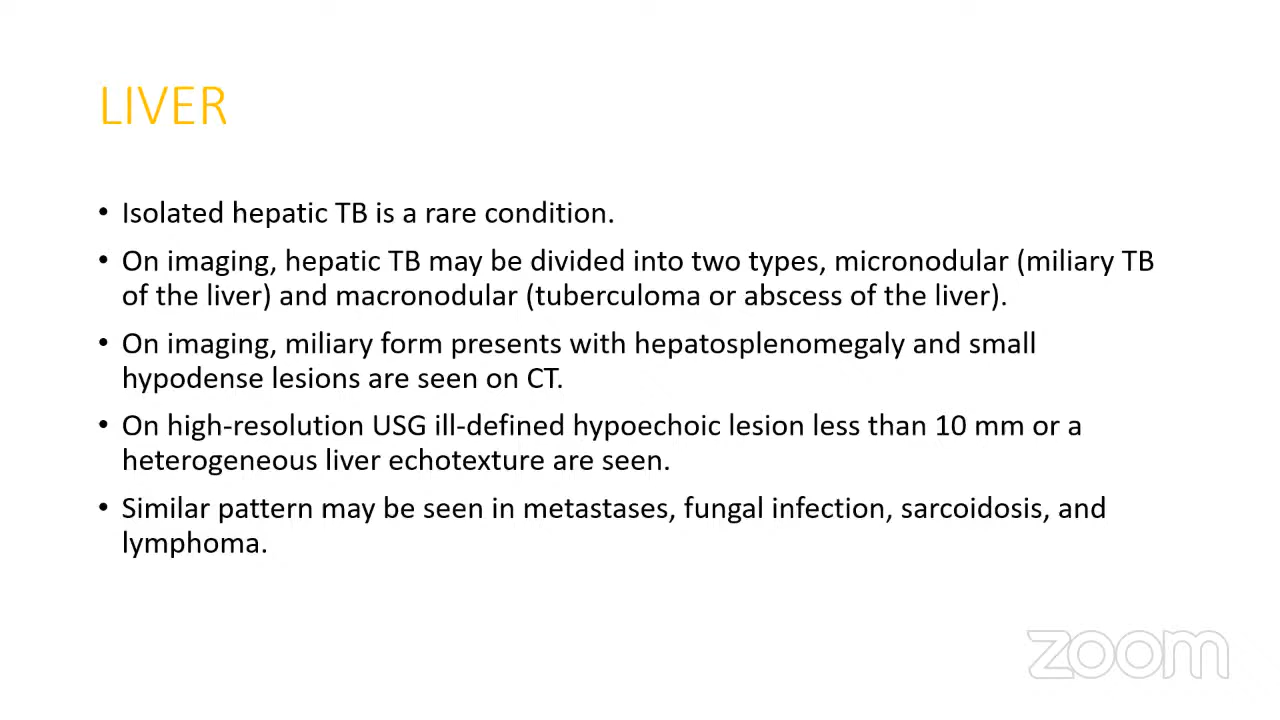 LIVER
• Isolated hepatic TB is a rare condition.
• On imaging, hepatic TB may be divided into two types, micronodular (miliary TB
of the liver) and macronodular (tuberculoma or abscess of the liver).
• On imaging, miliary form presents with hepatosplenomegaly and small
hypodense lesions are seen on CT.
• On high-resolution USG ill-defined hypoechoic lesion less than 10 mm or a
heterogeneous liver echotexture are seen.
• Similar pattern may be seen in metastases, fungal infection, sarcoidosis, and
lymphoma.
zoom